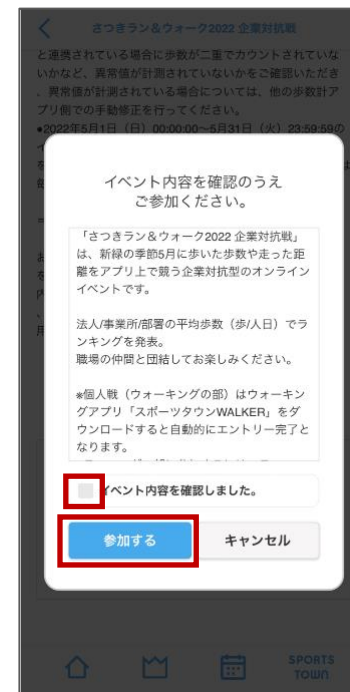 さつきラン&ウォーク2022 企業対抗戦
と連携されている場合に歩数が二重でカウントされていな
いかなど、異常値が計測されていないかをご確認いただき
、異常値が計測されている場合については、他の歩数計ア
プリ側での手動修正を行ってください。
●2022年5月1日（日）00:00:00～5月31日（火）23:59:59の
イベント内容を確認のうえ
ご参加ください。
「さつきラン&ウォーク2022 企業対抗戦」
は、新緑の季節5月に歩いた歩数や走った距
離をアプリ上で競う企業対抗型のオンライン
イベントです。
法人/事業所/部署の平均歩数（歩/人日）でラ
ンキングを発表。
職場の仲間と団結してお楽しみください。
*個人戦（ウォーキングの部）はウォーキン
グアプリ「スポーツタウンWALKER」をダ
ウンロードすると自動的にエントリー完了と
なります。
イベント内容を確認しました。
参加する
キャンセル
SPORTS
TOWN